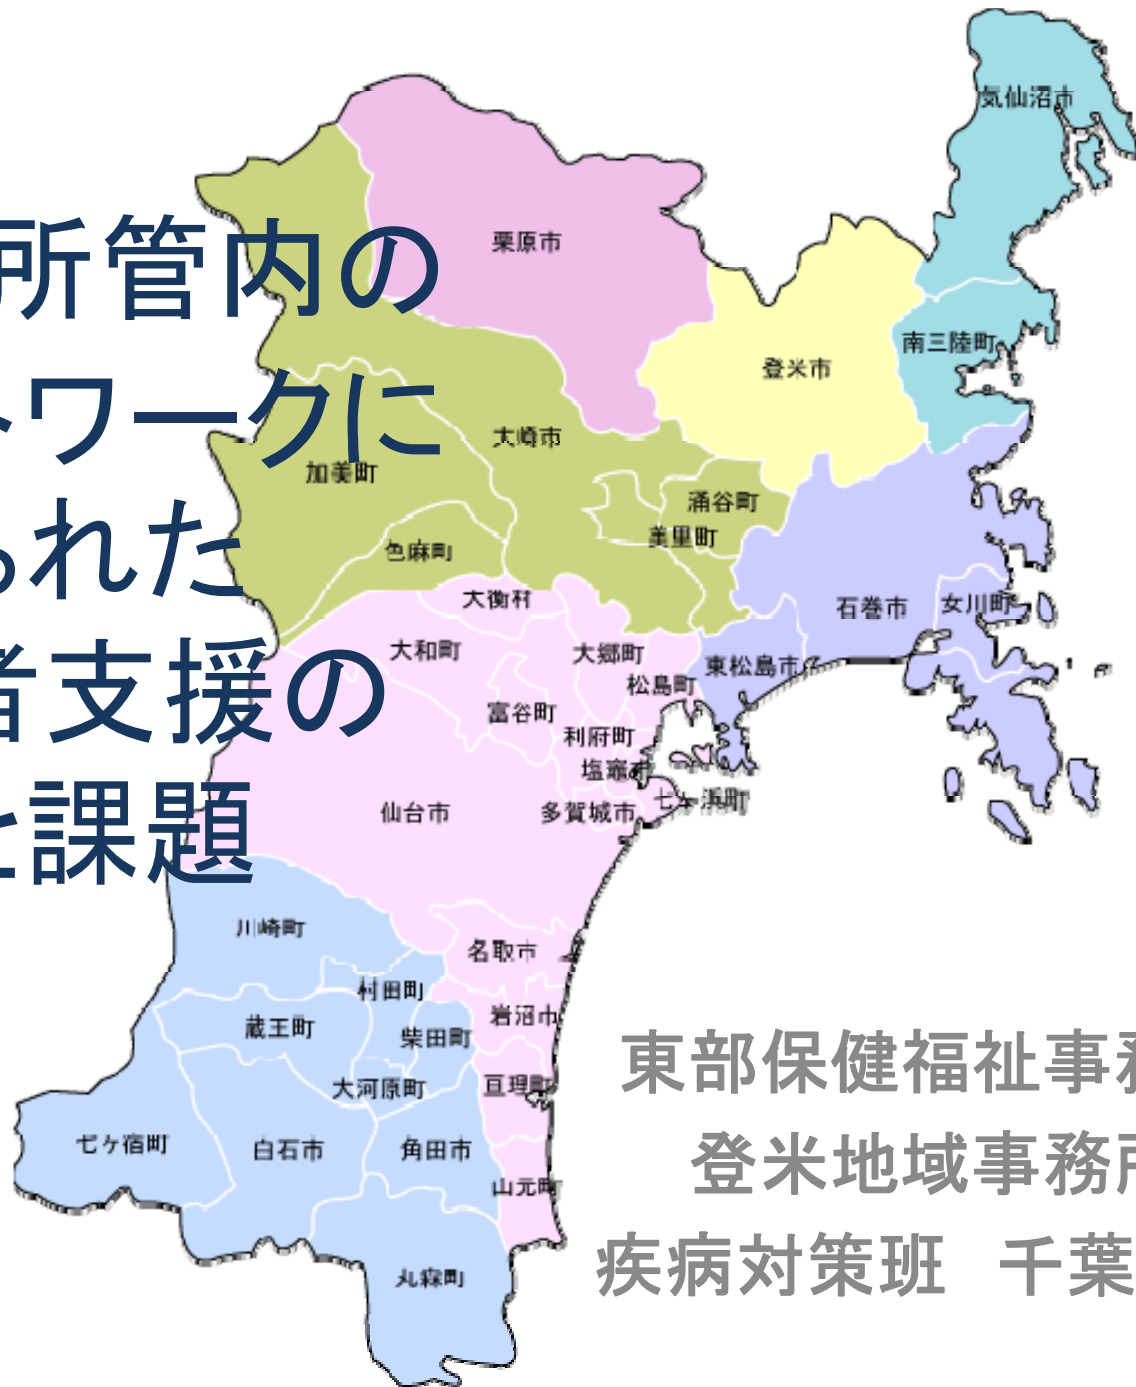 気仙沼市
所管内の
栗原市
南三陸町
登米市
トワークに
大崎市
加美町
涌谷町
美里町
られた
色麻町
大衡村
石巻市
女川町
大和町
大郷町
東松島市
者支援の
松島町
富谷町
利府町
塩竈市
と課題
仙台市
多賀城市
七ヶ浜町
川崎町
名取市
村田町
岩沼市
蔵王町
柴田町
東部保健福祉事務
大河原町
亘理町
七ヶ宿町
白石市
角田市
登米地域事務所
山元町
疾病対策班 千葉
丸森町